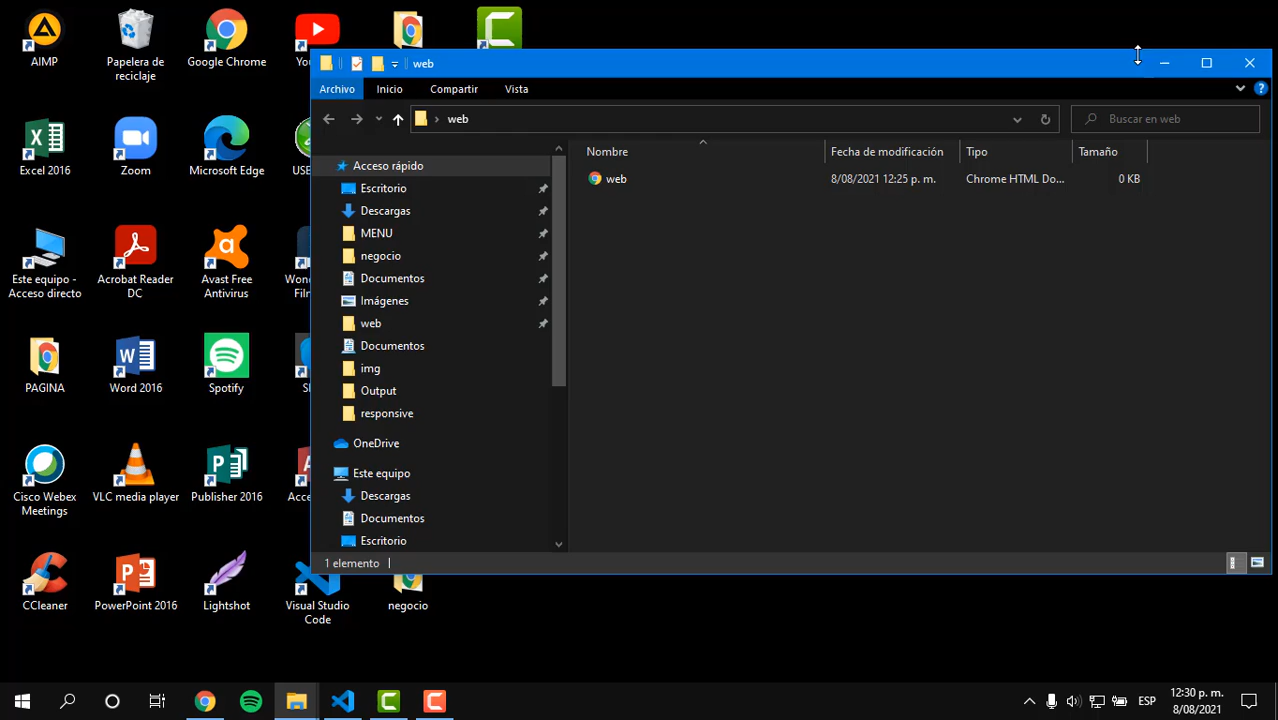 AIMP
Papelera de
reciclaje
Google Chrome
web
Archivo
Inicio
Compartir
Vista
web
Buscar en web
Nombre
Fecha de modificación
Tipo
Tamaño
web
8/08/2021 12:25 p. m.
Chrome HTML Do...
0 KB
Acceso rápido
Escritorio
Descargas
MENU
negocio
Documentos
Imágenes
web
Documentos
img
Output
responsive
OneDrive
Este equipo
Descargas
Documentos
Escritorio
1 elemento
Excel 2016
Zoom
Microsoft Edge
Este equipo -
Acceso directo
Acrobat Reader
DC
Avast Free
Antivirus
PAGINA
Word 2016
Spotify
Cisco Webex
Meetings
VLC media player
Publisher 2016
CCleaner
PowerPoint 2016
Lightshot
Visual Studio
Code
negocio
ESP
12:30 p. m.
8/08/2021